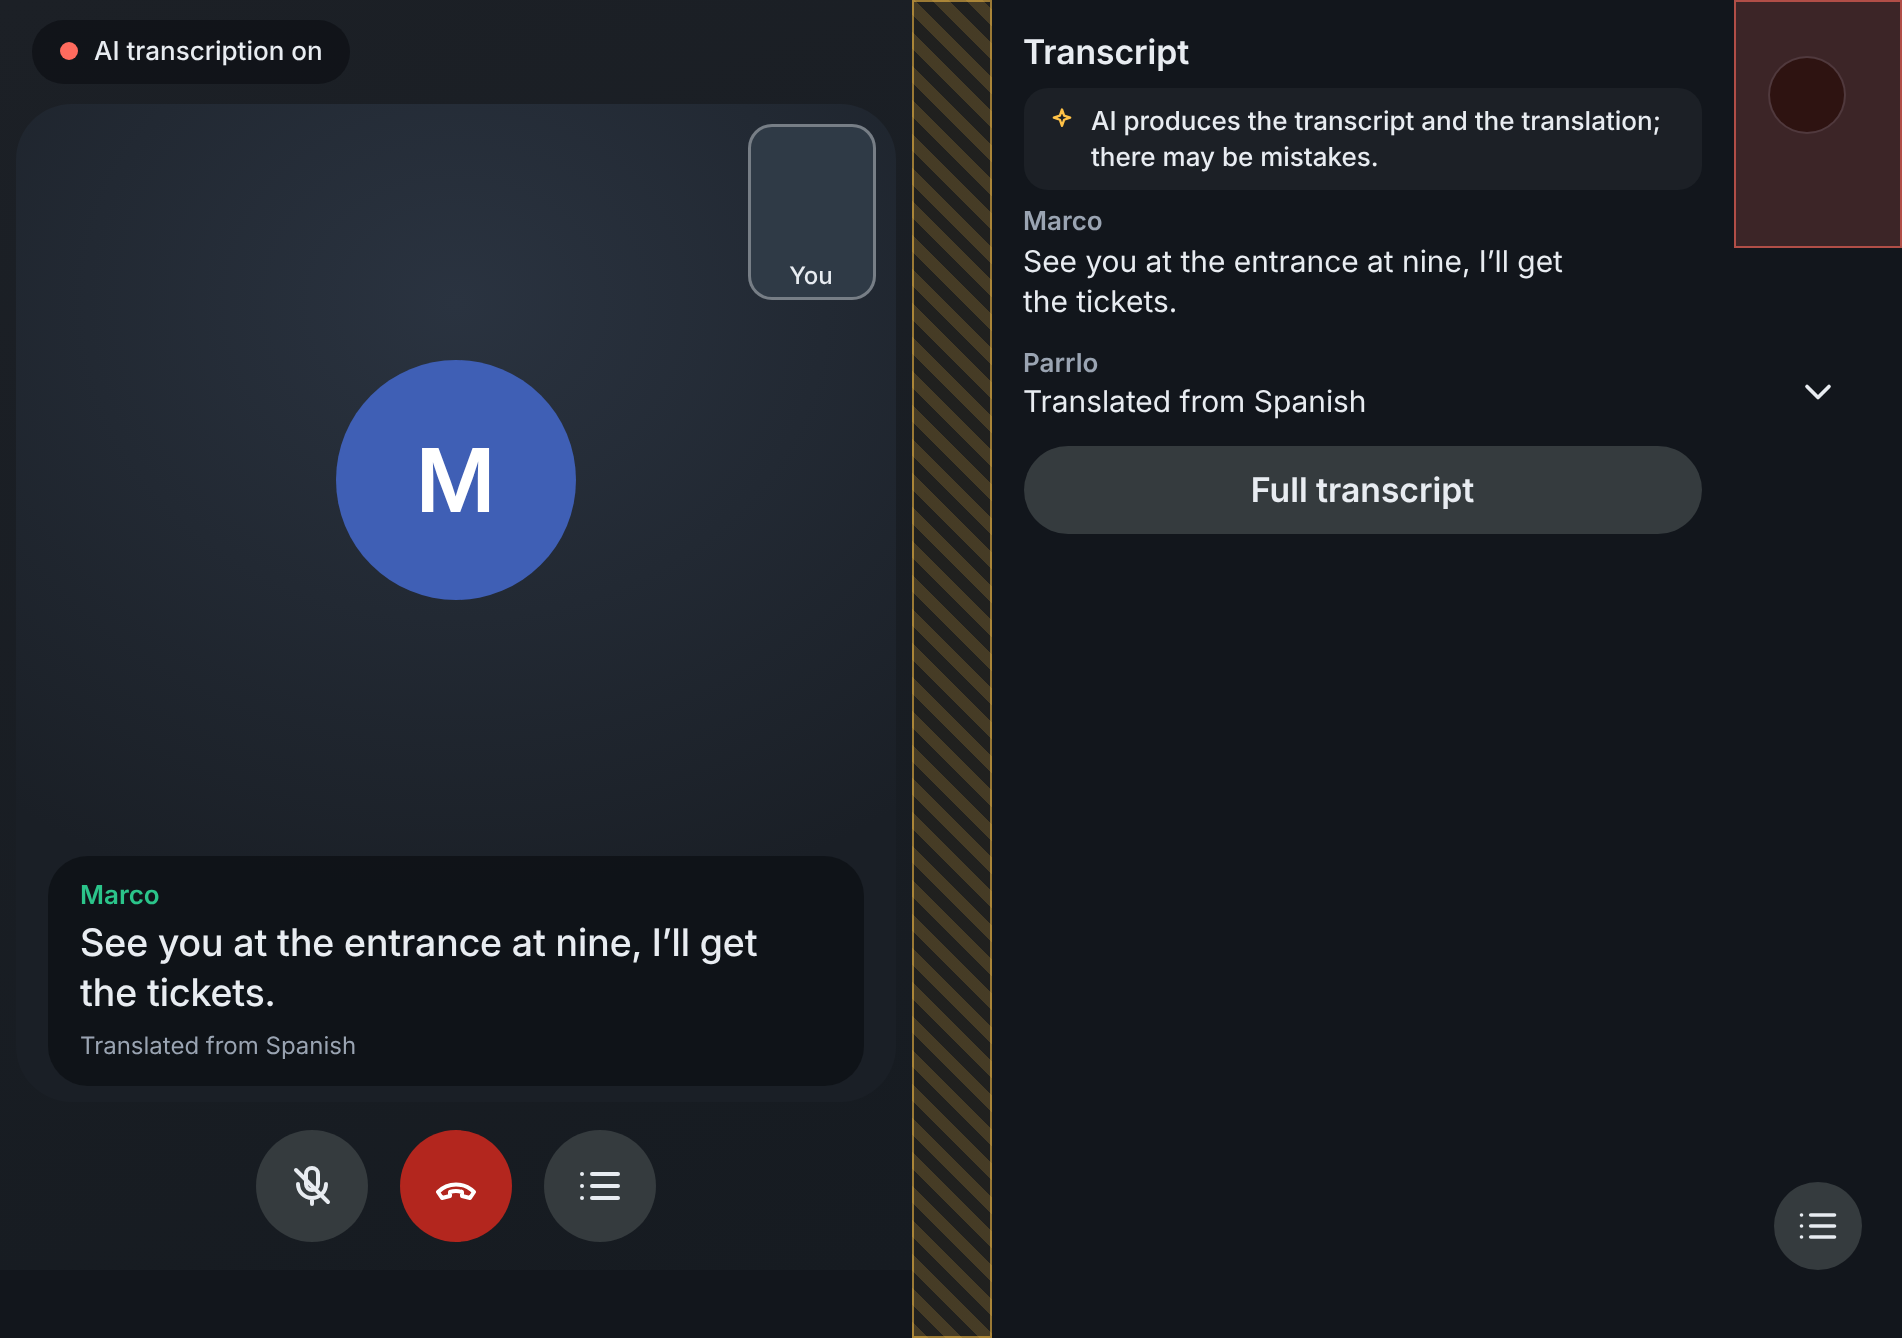 AI transcription on
You
M
Marco
See you at the entrance at nine, I’ll get
the tickets.
Translated from Spanish
Transcript
AI produces the transcript and the translation;
there may be mistakes.
Marco
See you at the entrance at nine, I’ll get
the tickets.
Parrlo
Translated from Spanish
Full transcript